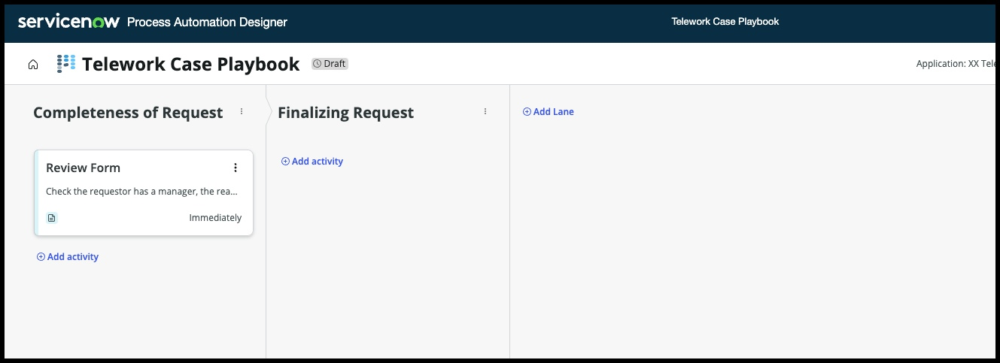 servicenow Process Automation Designer
Telework Case Playbook
Telework Case Playbook
Draft
Application: XX Tele
Completeness of Request
Finalizing Request
Add Lane
Review Form
Check the requestor has a manager, the rea...
Immediately
Add activity
Add activity